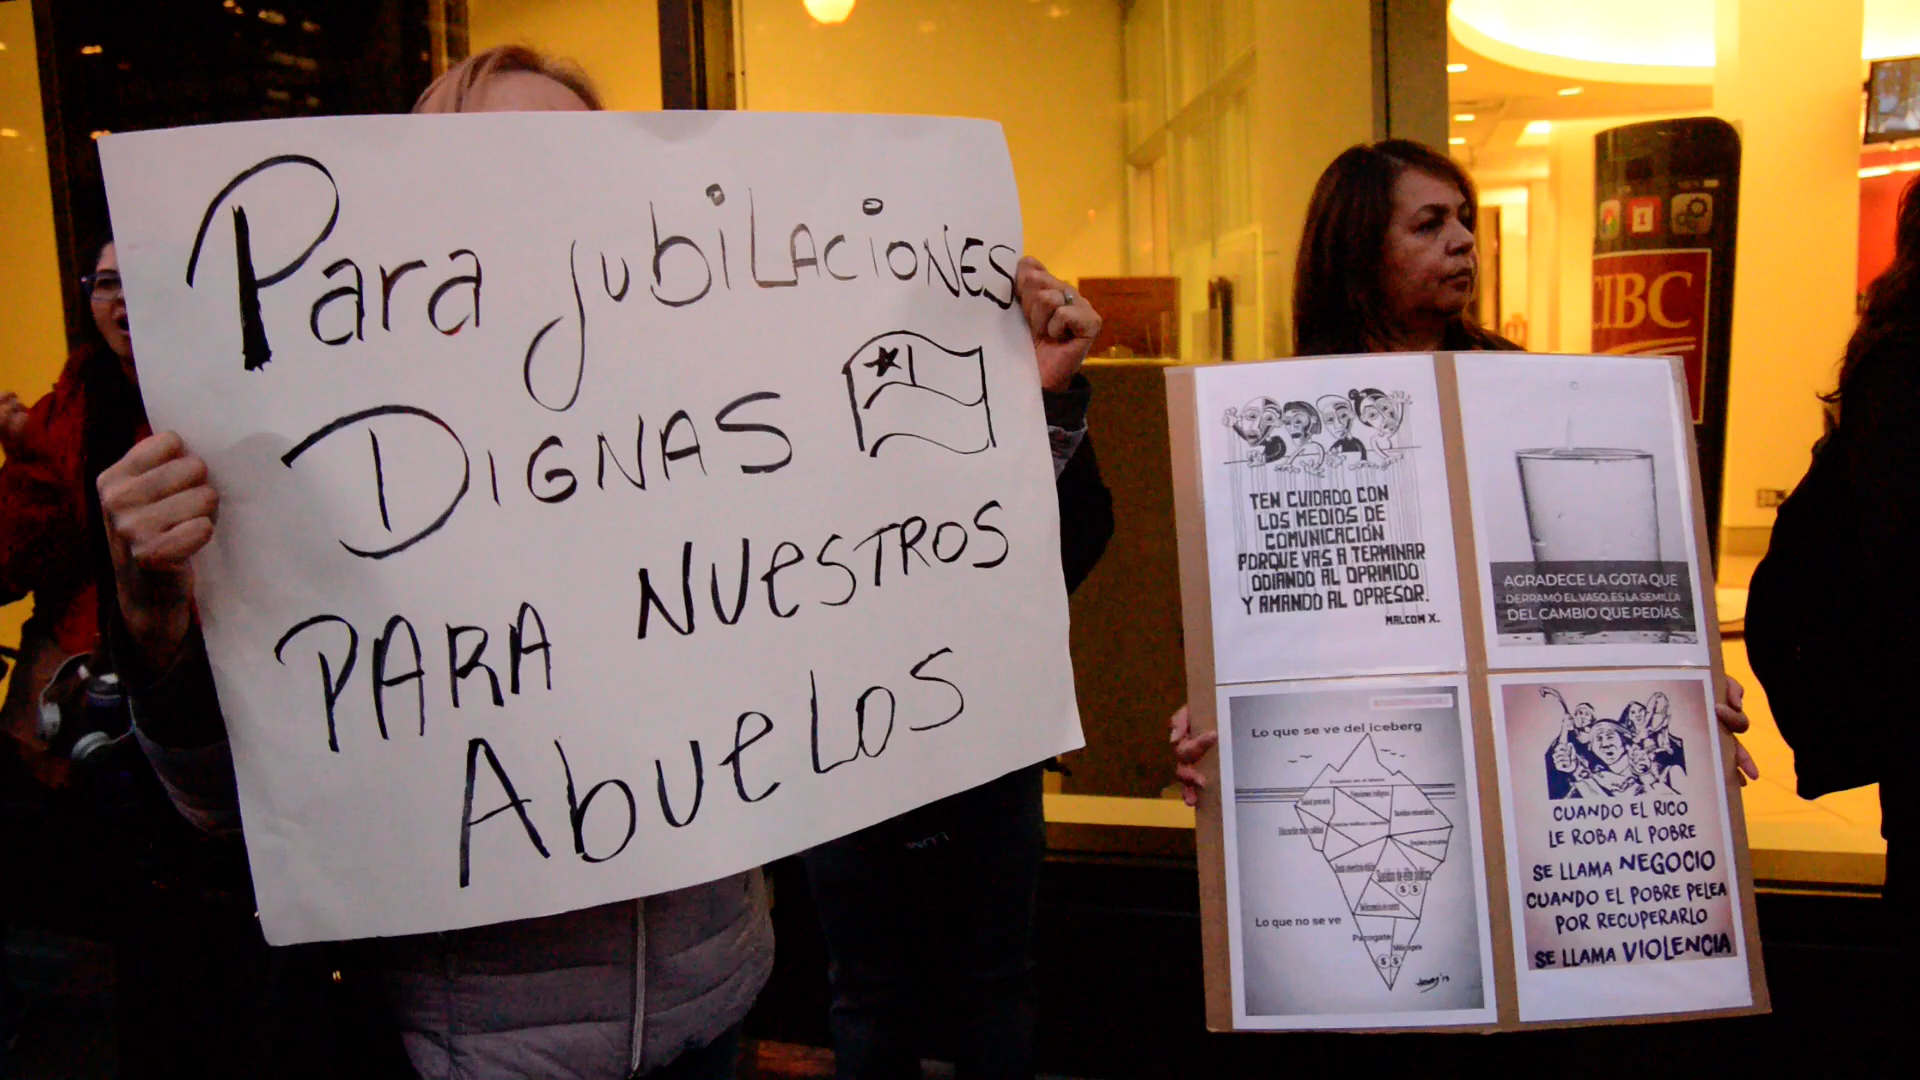 Para jubiLACiONES
DIGNAS
PARA NUeSTROS
AbueLoS
CIBC
1
TEN CUIDADO CON
LOS MEDIOS DE
COMUNICACIÓN
PORQUE VAS A TERMINAR
ODIANDO AL OPRIMIDO
Y AMANDO AL OPRESOR.
MALCOM X.
AGRADECE LA GOTA QUE
DERRAMÓ EL VASO, ES LA SEMILLA
DEL CAMBIO QUE PEDÍAS.
Lo que se ve del iceberg
Lo que no se ve
$ $
$ $
CUANDO EL RICO
LE ROBA AL POBRE
SE LLAMA NEGOCIO
CUANDO EL POBRE PELEA
POR RECUPERARLO
SE LLAMA VIOLENCIA